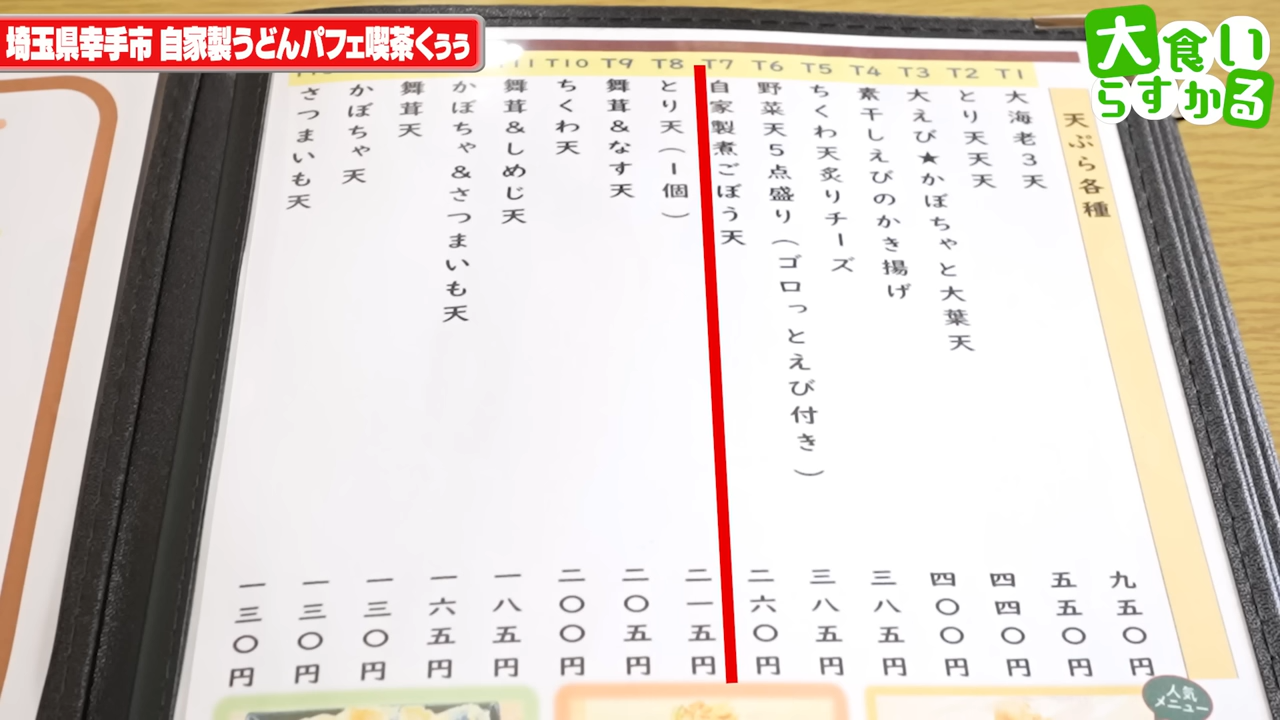 埼玉県幸手市 自家製うどんパフェ喫茶くぅぅ
大食い
らすかる
天ぷら各種
T1 大海老3天 九五〇円
T2 とり天天天 五五〇円
T3 大えび★かぼちゃと大葉天 四四〇円
T4 素干しえびのかき揚げ 四〇〇円
T5 ちくわ天炙りチーズ 三八五円
T6 野菜天5点盛り（ゴロっとえび付き） 三八五円
T7 自家製煮ごぼう天 二六〇円
T8 とり天（1個） 二一五円
T9 舞茸&なす天 二〇五円
T10 ちくわ天 二〇〇円
舞茸&しめじ天 一八五円
かぼちゃ&さつまいも天 一六五円
舞茸天 一三〇円
かぼちゃ天 一三〇円
さつまいも天 一三〇円
人気
メニュー